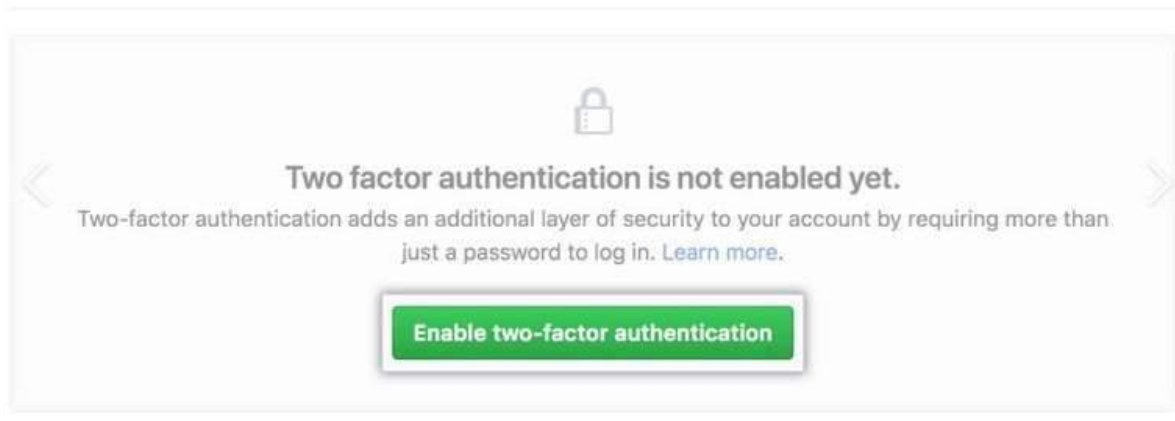 Two factor authentication is not enabled yet.
Two-factor authentication adds an additional layer of security to your account by requiring more than
just a password to log in. Learn more.
Enable two-factor authentication